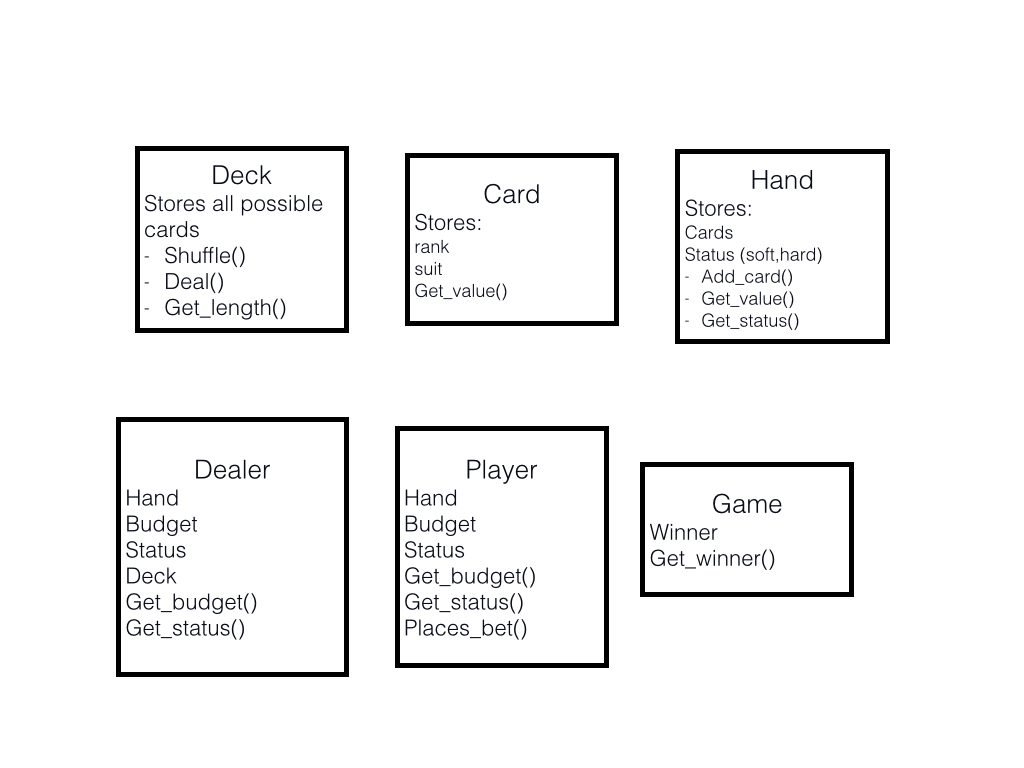 Deck
Stores all possible
cards
- Shuffle()
- Deal()
- Get_length()
Card
Stores:
rank
suit
Get_value()
Hand
Stores:
Cards
Status (soft,hard)
- Add_card()
- Get_value()
- Get_status()
Dealer
Hand
Budget
Status
Deck
Get_budget()
Get_status()
Player
Hand
Budget
Status
Get_budget()
Get_status()
Places_bet()
Game
Winner
Get_winner()